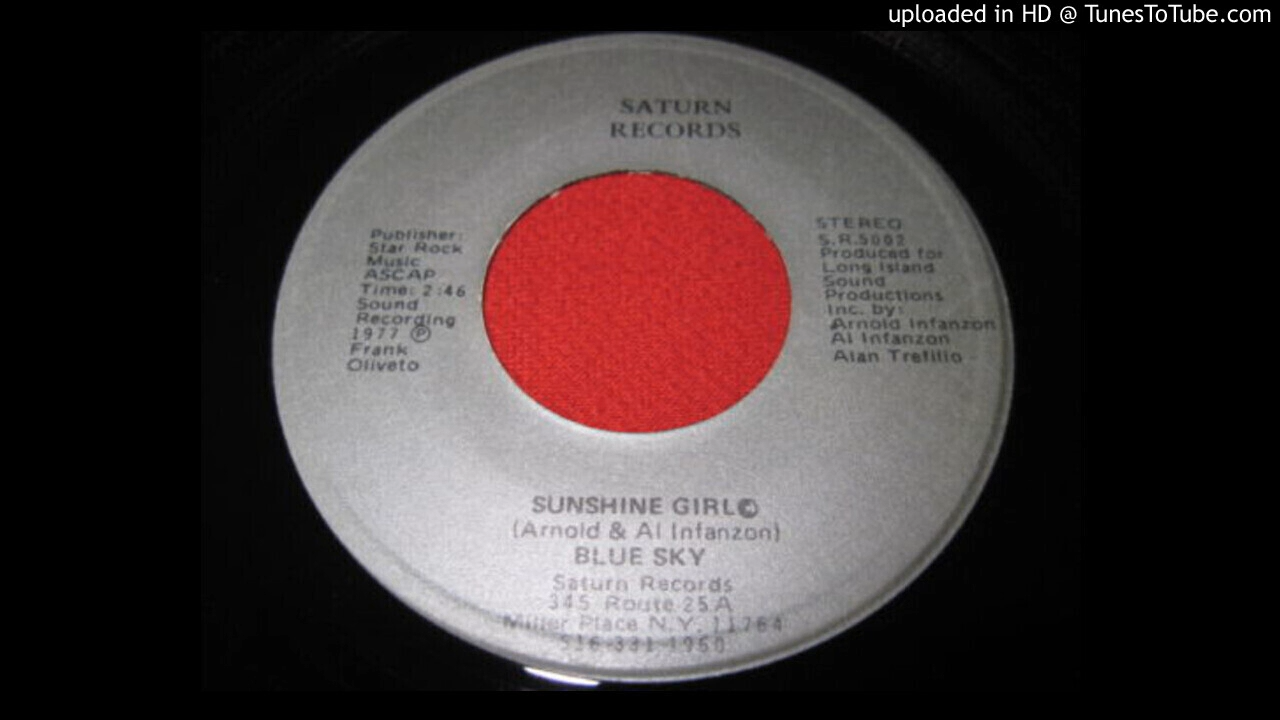 uploaded in HD @ TunesToTube.com
SATURN
RECORDS
Publisher:
Star Rock
Music
ASCAP
Time: 2:46
Sound
Recording
1977 ℗
Frank
Oliveto
STEREO
S.R.5002
Produced for
Long Island
Sound
Productions
Inc. by:
Arnold Infanzon
Al Infanzon
Alan Trefillo
SUNSHINE GIRL©
(Arnold & Al Infanzon)
BLUE SKY
Saturn Records
345 Route 25A
Miller Place N.Y. 11764
516-331-1960